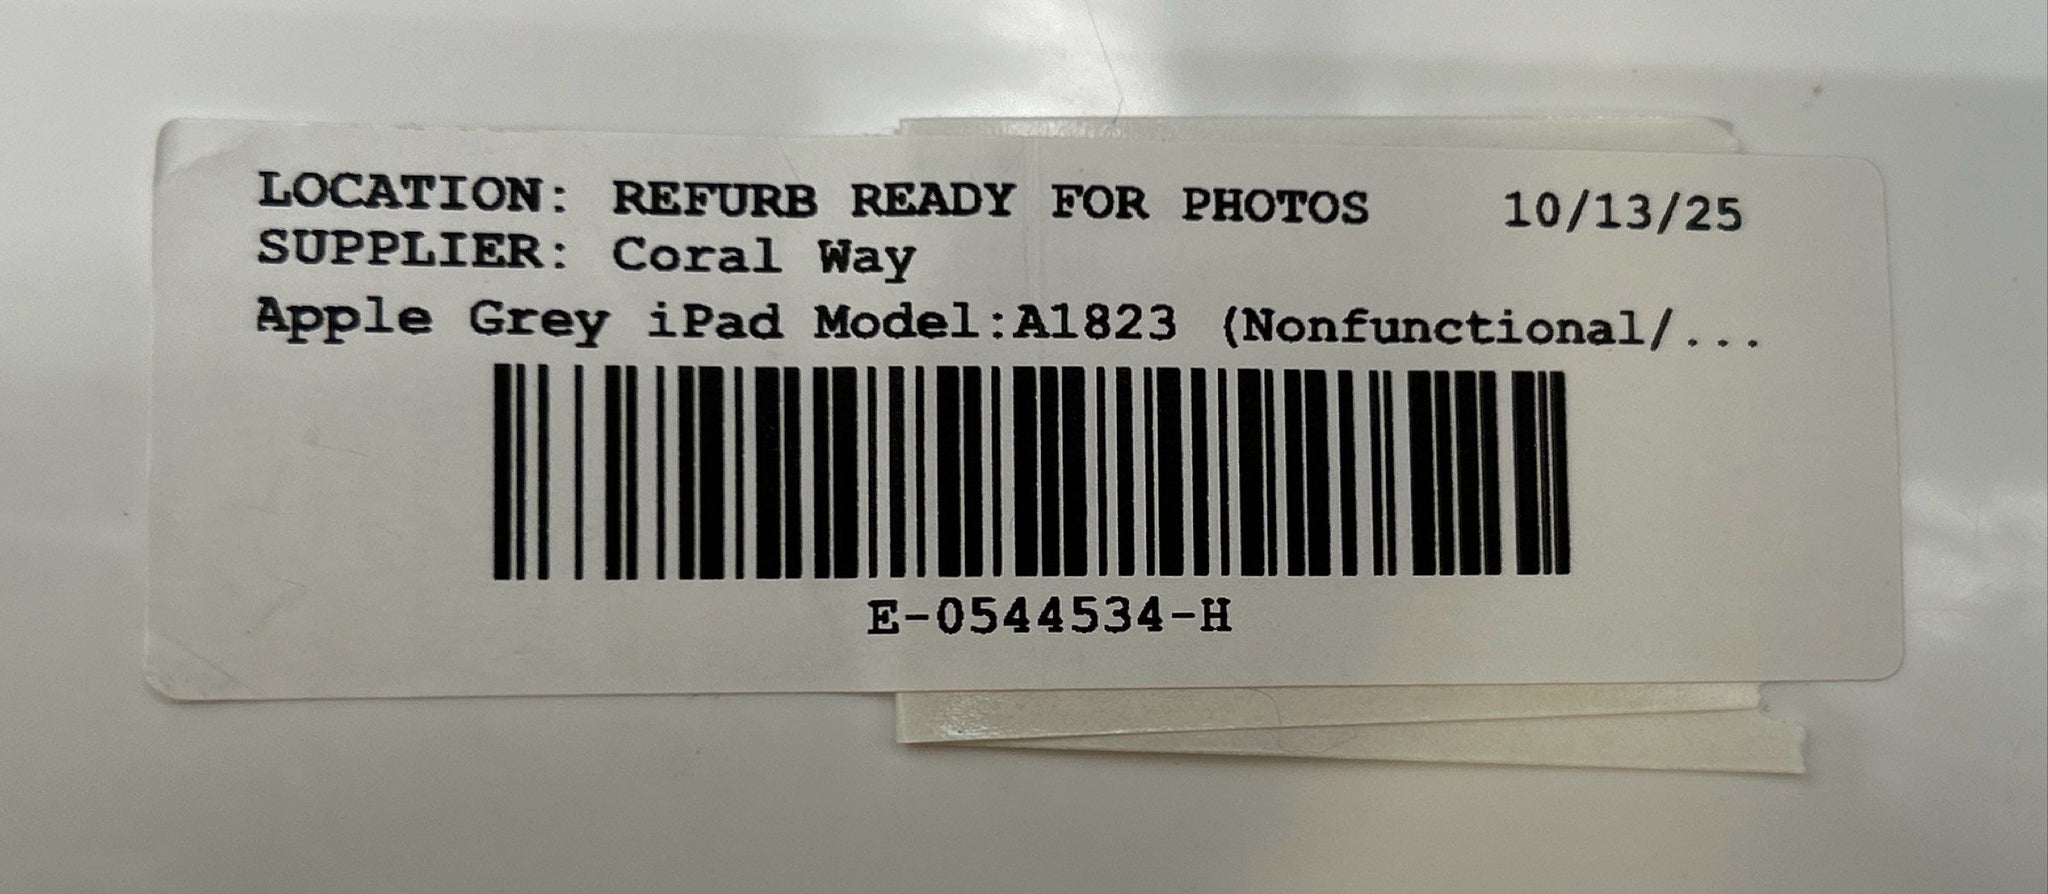 LOCATION: REFURB READY FOR PHOTOS 10/13/25
SUPPLIER: Coral Way
Apple Grey iPad Model:A1823 (Nonfunctional/...
E-0544534-H